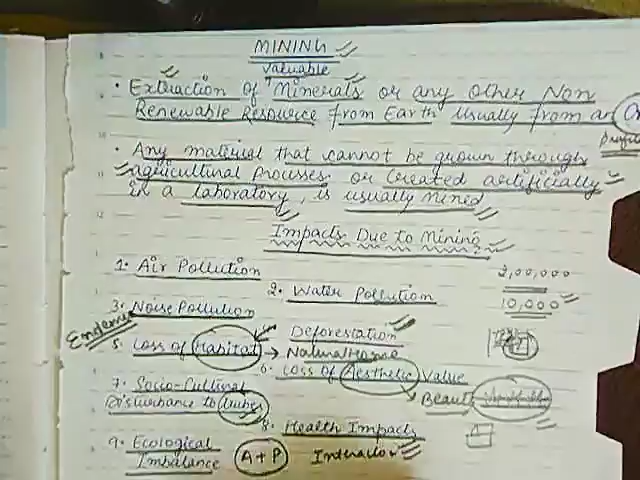 MINING
Valuable
• Extraction of Minerals or any other Non
Renewable Resource from Earth usually from an
• Any material that cannot be grown through
agricultural processes or Created artificially
in a laboratory, is usually mined
Impacts Due to Mining
1. Air Pollution
2,00,000
2. Water Pollution
10,000
3. Noise Pollution
Deforestation
5. Loss of Habitat → Natural Home
6. Loss of Aesthetic Value
7. Socio-Cultural
Beauty
Disturbance to
8. Health Impacts
9. Ecological
Imbalance
A+P
Interaction